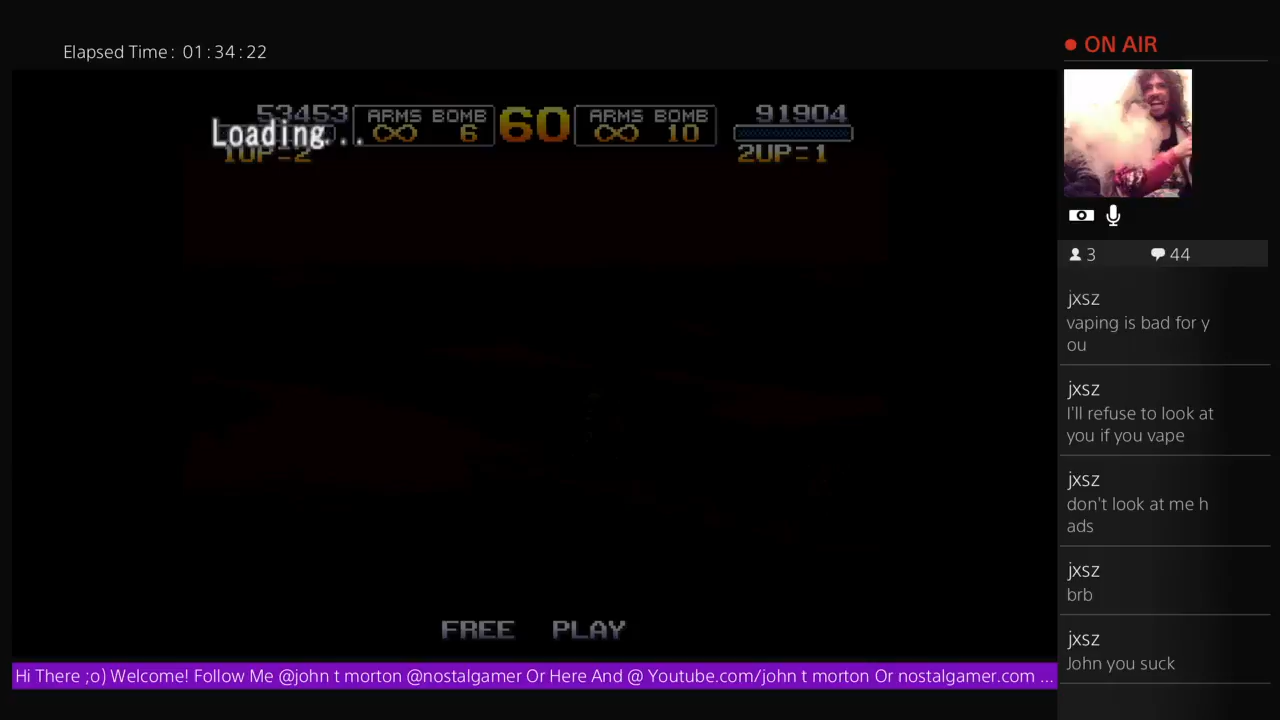 Elapsed Time: 01:34:22
ON AIR
53453
ARMS BOMB
∞ 6
60
ARMS BOMB
∞ 10
91904
Loading...
1UP=2
2UP=1
3 44
jxsz
vaping is bad for y
ou
jxsz
I'll refuse to look at
you if you vape
jxsz
don't look at me h
ads
jxsz
brb
jxsz
John you suck
FREE PLAY
Hi There ;o) Welcome! Follow Me @john t morton @nostalgamer Or Here And @ Youtube.com/john t morton Or nostalgamer.com ...